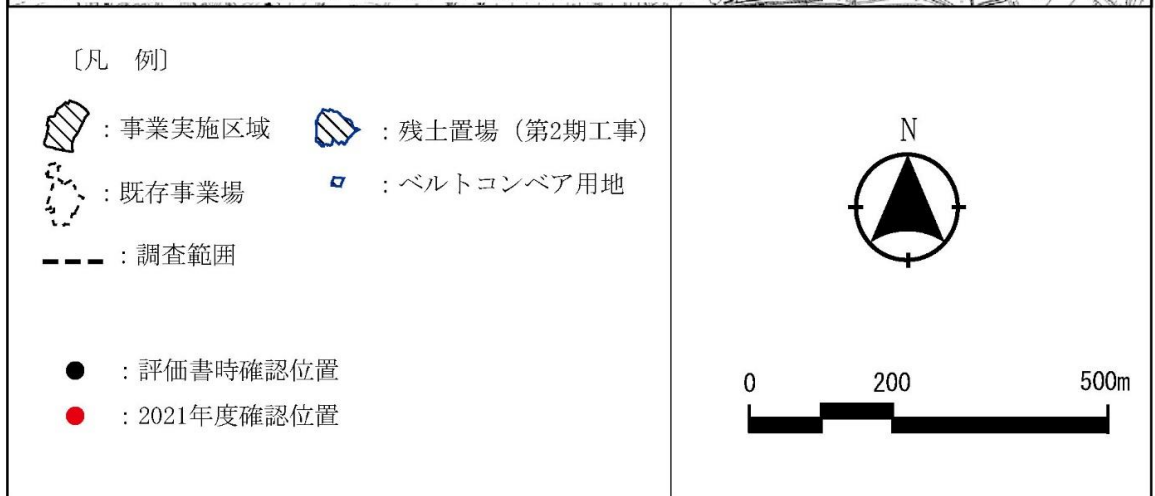 〔凡 例〕
：事業実施区域
：残土置場（第2期工事）
：既存事業場
：ベルトコンベア用地
：調査範囲
：評価書時確認位置
：2021年度確認位置
N
0 200 500m